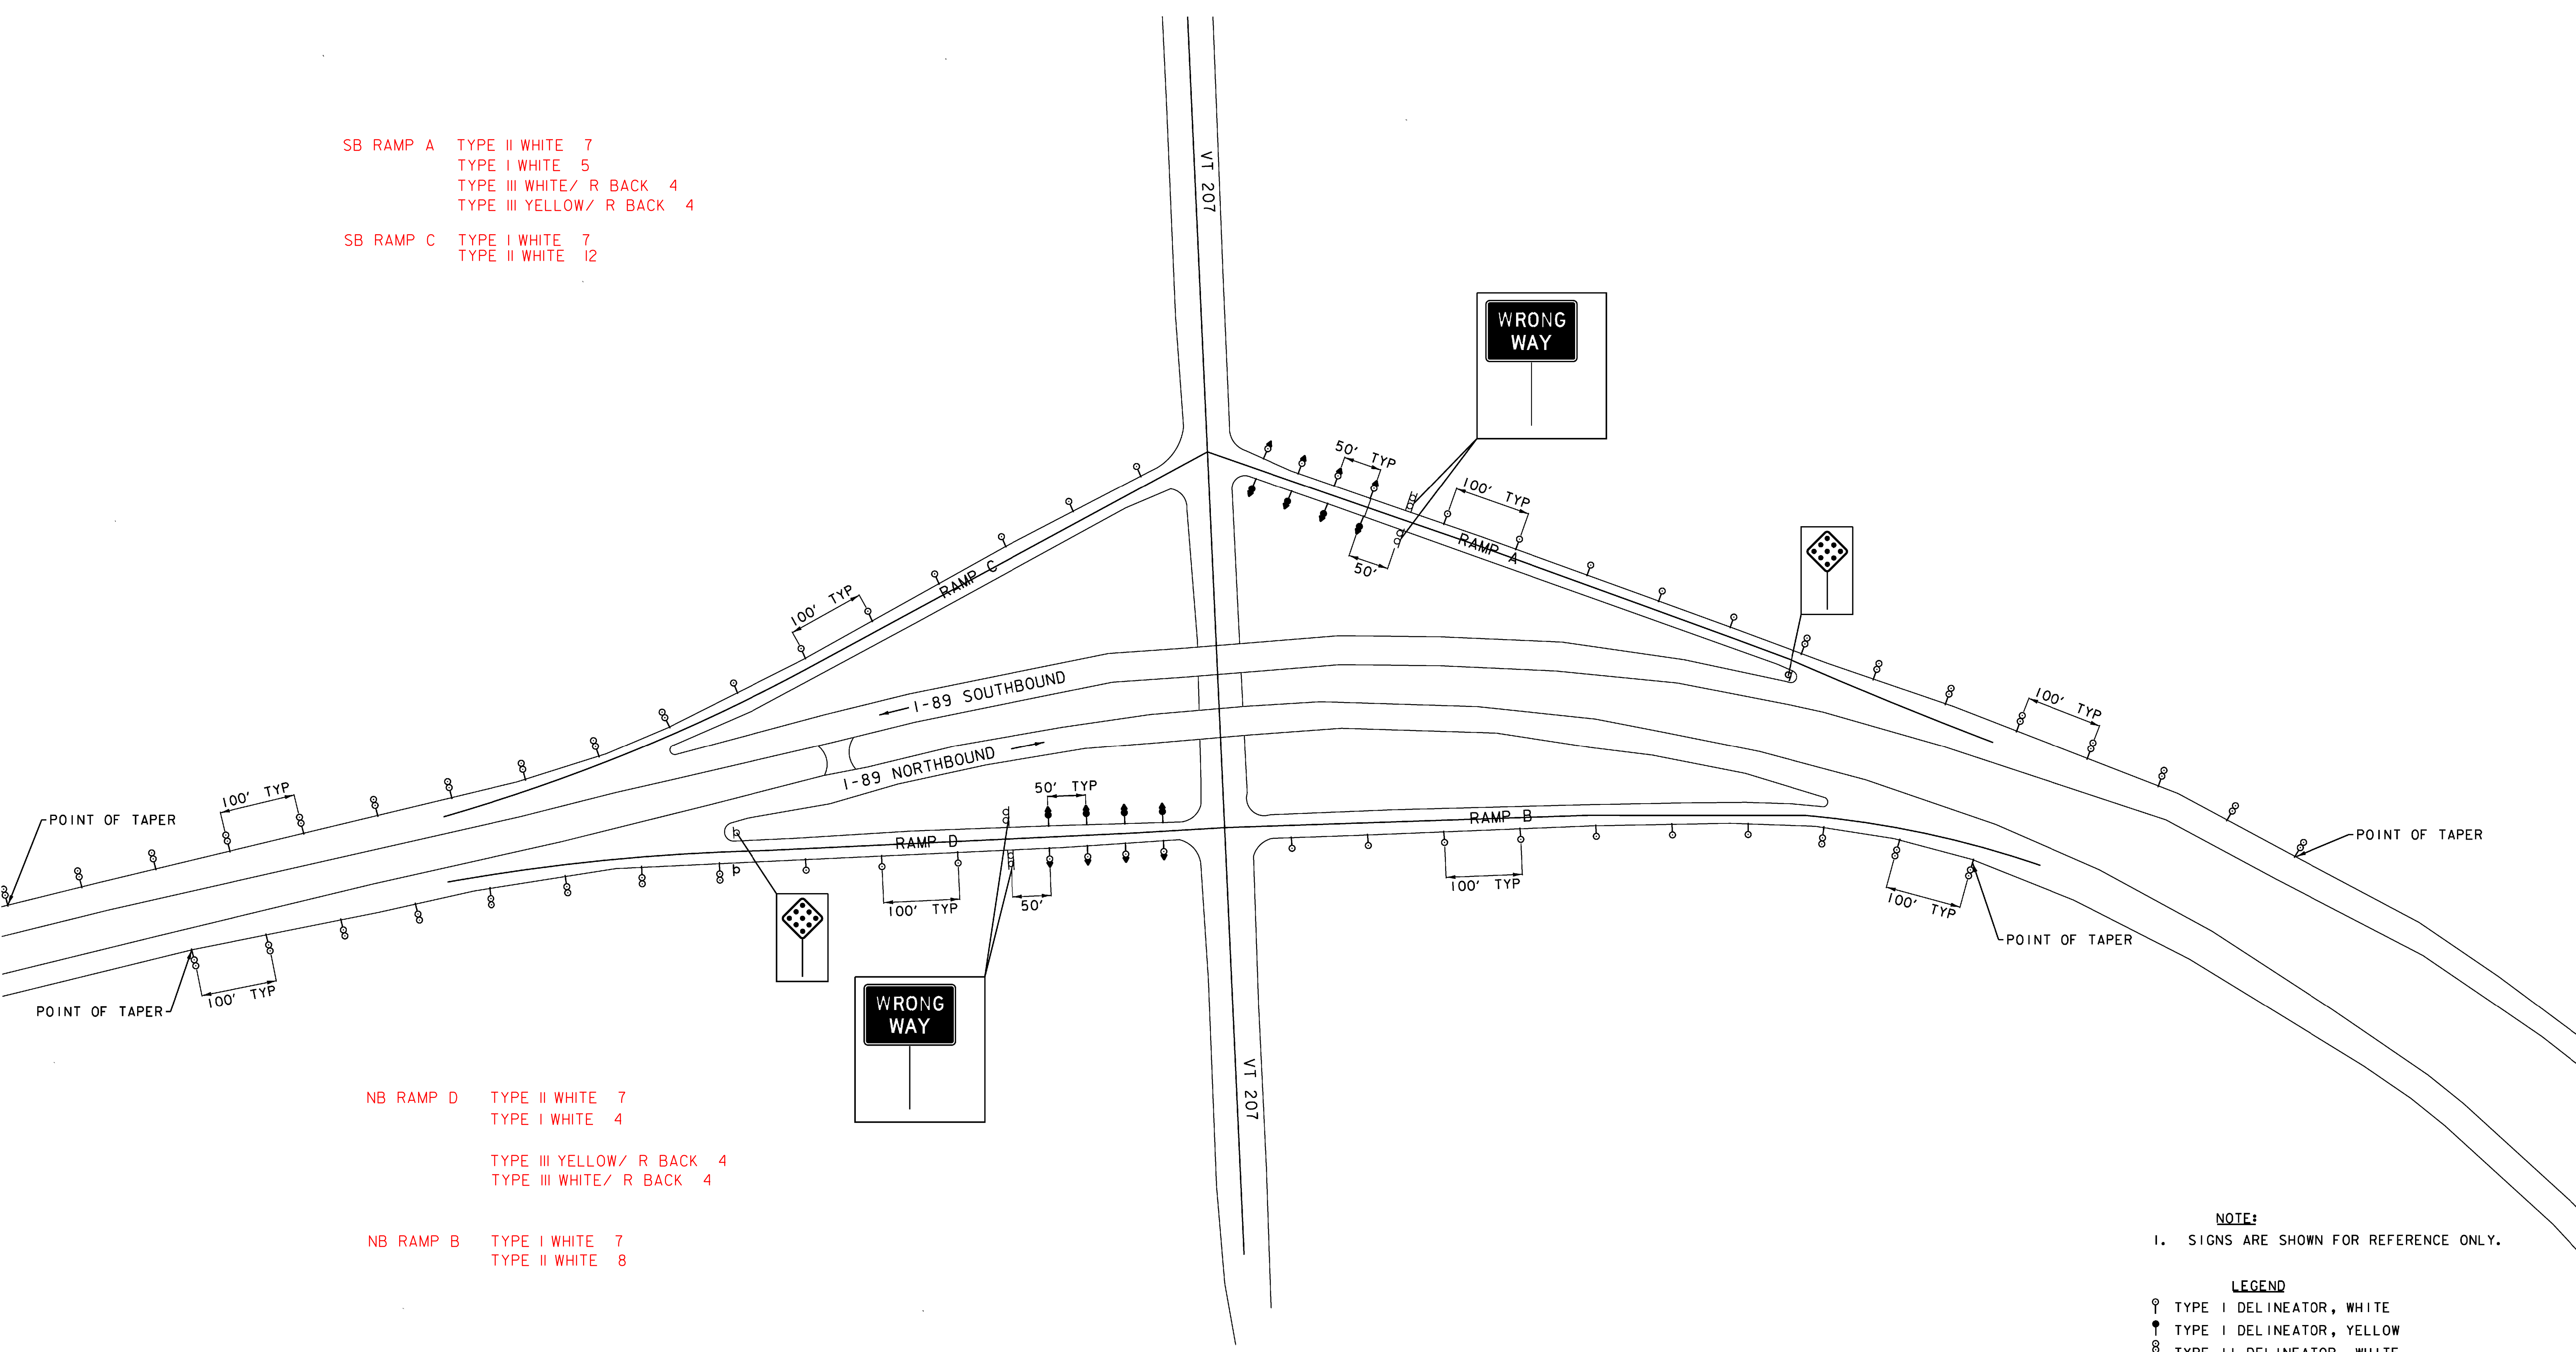 SB RAMP A TYPE II WHITE 7
TYPE I WHITE 5
TYPE III WHITE/ R BACK 4
TYPE III YELLOW/ R BACK 4
SB RAMP C TYPE I WHITE 7
TYPE II WHITE 12
VT 207
WRONG
WAY
50' TYP
100' TYP
RAMP A
50'
RAMP C
100' TYP
I-89 SOUTHBOUND
100' TYP
I-89 NORTHBOUND
50' TYP
100' TYP
POINT OF TAPER
RAMP B
POINT OF TAPER
RAMP D
100' TYP
50'
100' TYP
100' TYP
POINT OF TAPER
100' TYP
POINT OF TAPER
WRONG
WAY
VT 207
NB RAMP D TYPE II WHITE 7
TYPE I WHITE 4
TYPE III YELLOW/ R BACK 4
TYPE III WHITE/ R BACK 4
NB RAMP B TYPE I WHITE 7
TYPE II WHITE 8
NOTE:
1. SIGNS ARE SHOWN FOR REFERENCE ONLY.
LEGEND
TYPE I DELINEATOR, WHITE
TYPE I DELINEATOR, YELLOW
TYPE II DELINEATOR, WHITE